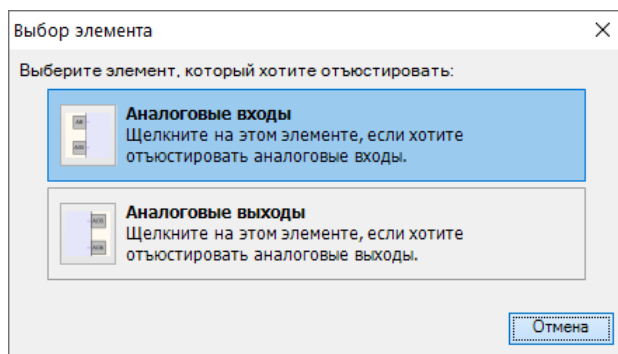 Выбор элемента
Выберите элемент, который хотите отъюстировать:
Аналоговые входы
Щелкните на этом элементе, если хотите
отъюстировать аналоговые входы.
Аналоговые выходы
Щелкните на этом элементе, если хотите
отъюстировать аналоговые выходы.
Отмена